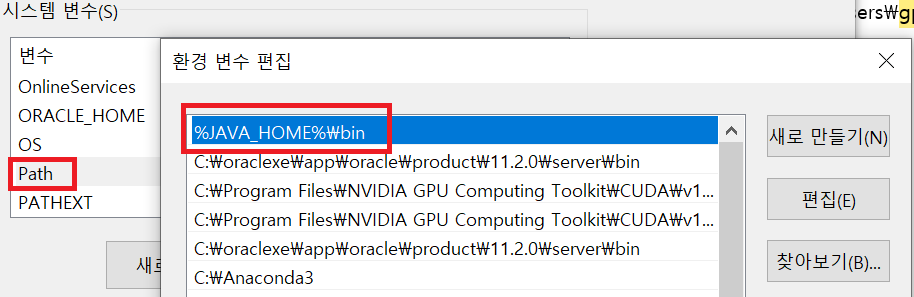 시스템 변수(S)
ers₩gp
변수
OnlineServices
ORACLE_HOME
OS
Path
PATHEXT
새로
환경 변수 편집
%JAVA_HOME%₩bin
C:₩oraclexe₩app₩oracle₩product₩11.2.0₩server₩bin
C:₩Program Files₩NVIDIA GPU Computing Toolkit₩CUDA₩v1...
C:₩Program Files₩NVIDIA GPU Computing Toolkit₩CUDA₩v1...
C:₩oraclexe₩app₩oracle₩product₩11.2.0₩server₩bin
C:₩Anaconda3
새로 만들기(N)
편집(E)
찾아보기(B)...